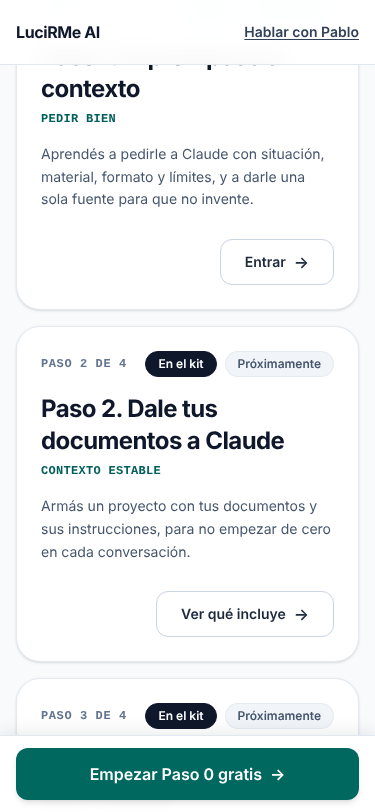 LuciRMe AI
Hablar con Pablo
contexto
PEDIR BIEN
Aprendés a pedirle a Claude con situación,
material, formato y límites, y a darle una
sola fuente para que no invente.
Entrar →
PASO 2 DE 4
En el kit
Próximamente
Paso 2. Dale tus
documentos a Claude
CONTEXTO ESTABLE
Armás un proyecto con tus documentos y
sus instrucciones, para no empezar de cero
en cada conversación.
Ver qué incluye →
PASO 3 DE 4
En el kit
Próximamente
Empezar Paso 0 gratis →